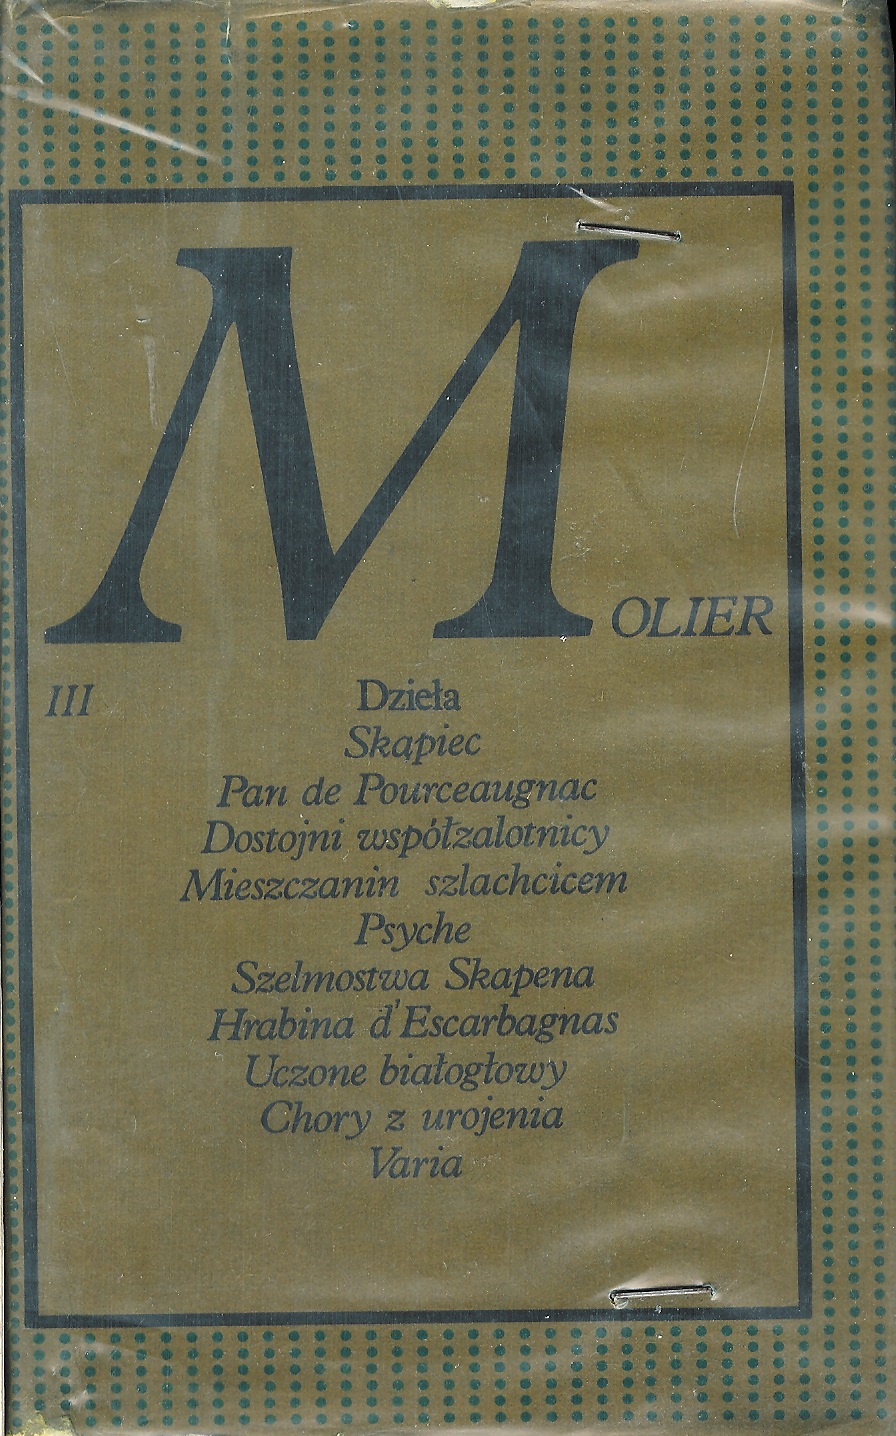 MOLIER
III
Dzieła
Skąpiec
Pan de Pourceaugnac
Dostojni współzalotnicy
Mieszczanin szlachcicem
Psyche
Szelmostwa Skapena
Hrabina d'Escarbagnas
Uczone białogłowy
Chory z urojenia
Varia